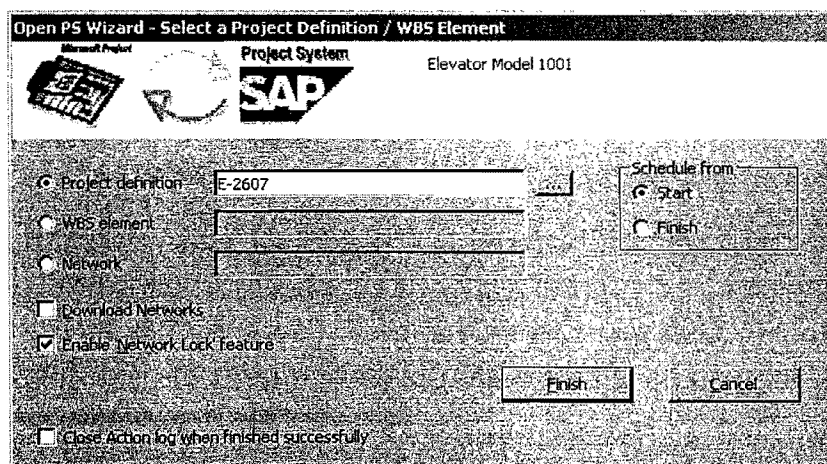 Open PS Wizard - Select a Project Definition / WBS Element
Microsoft Project
Project System
SAP
Elevator Model 1001
Project definition
E-2607
...
Schedule from
Start
Finish
WBS element
Network
Download Networks
Enable 'Network Lock' feature
Finish
Cancel
Close Action log when finished successfully